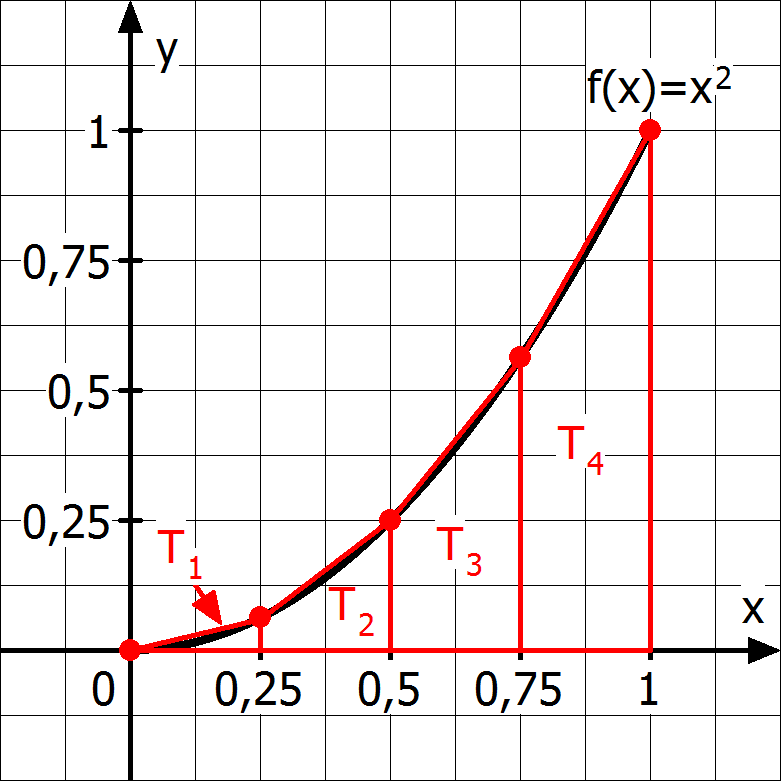 y
f(x)=x²
1
0,75
0,5
T₄
0,25
T₁
T₃
T₂
x
0 0,25 0,5 0,75 1